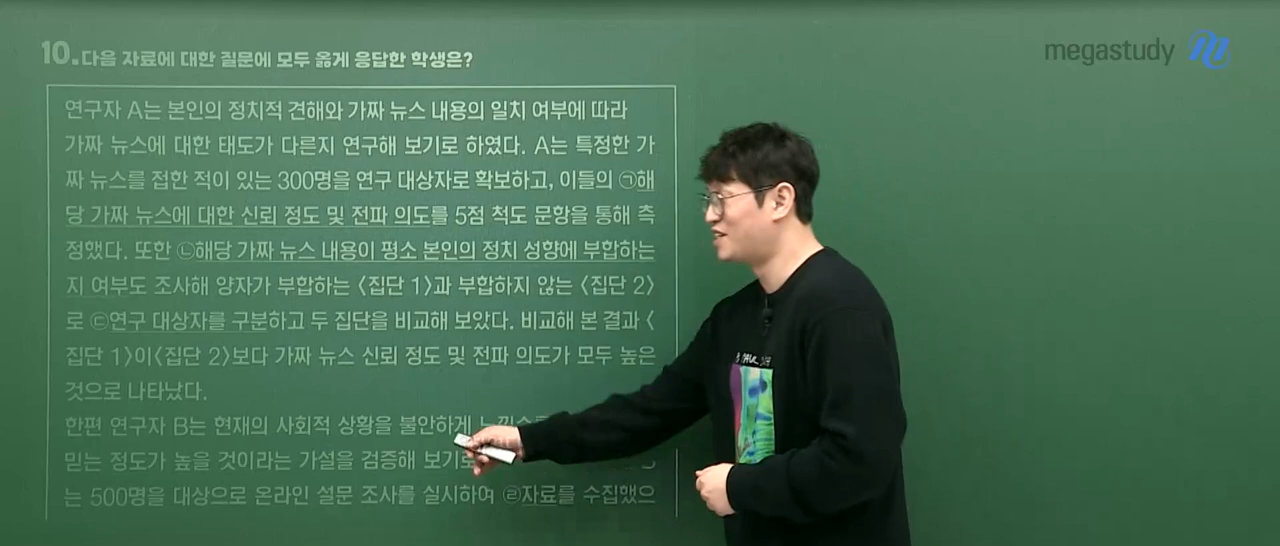 megastudy
10. 다음 자료에 대한 질문에 모두 옳게 응답한 학생은?
연구자 A는 본인의 정치적 견해와 가짜 뉴스 내용의 일치 여부에 따라
가짜 뉴스에 대한 태도가 다른지 연구해 보기로 하였다. A는 특정한 가
짜 뉴스를 접한 적이 있는 300명을 연구 대상자로 확보하고, 이들의 ㉠해
당 가짜 뉴스에 대한 신뢰 정도 및 전파 의도를 5점 척도 문항을 통해 측
정했다. 또한 ㉡해당 가짜 뉴스 내용이 평소 본인의 정치 성향에 부합하는
지 여부도 조사해 양자가 부합하는 〈집단 1〉과 부합하지 않는 〈집단 2〉
로 ㉢연구 대상자를 구분하고 두 집단을 비교해 보았다. 비교해 본 결과 〈
집단 1〉이〈집단 2〉보다 가짜 뉴스 신뢰 정도 및 전파 의도가 모두 높은
것으로 나타났다.
한편 연구자 B는 현재의 사회적 상황을 불안하게
믿는 정도가 높을 것이라는 가설을 검증해 보기로
는 500명을 대상으로 온라인 설문 조사를 실시하여 ㉣자료를 수집했으